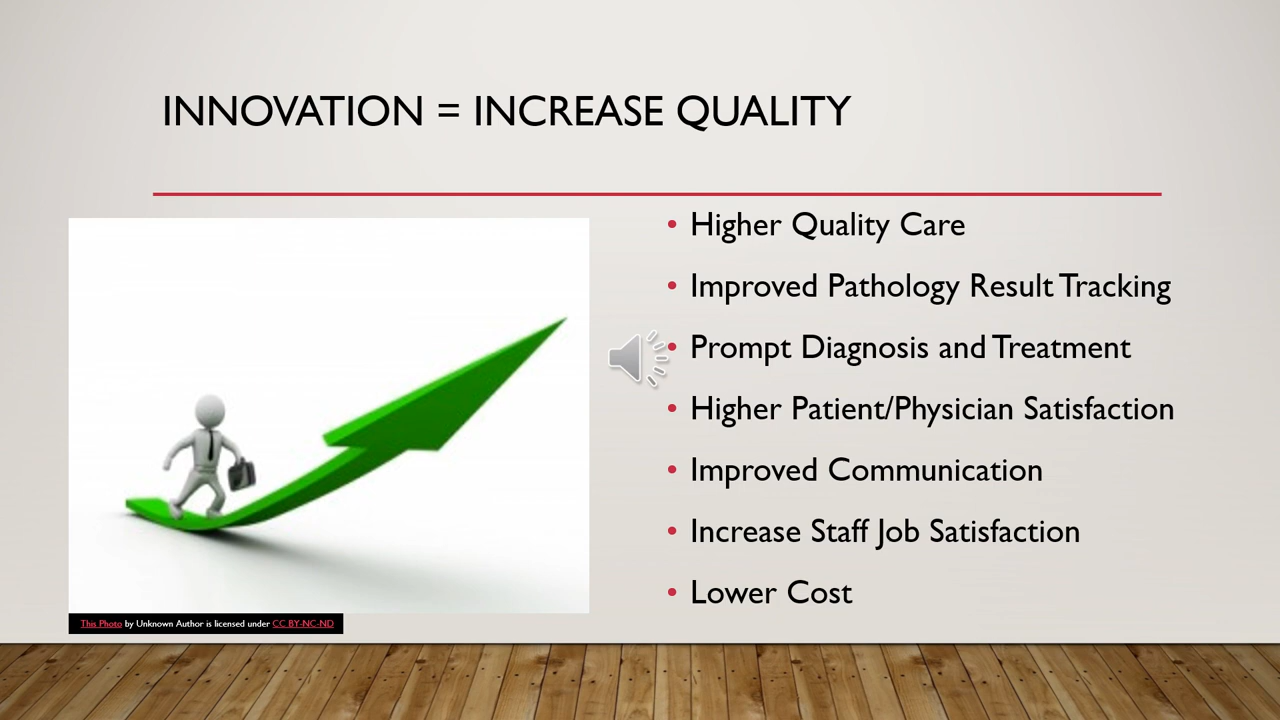 INNOVATION = INCREASE QUALITY
Higher Quality Care
Improved Pathology Result Tracking
Prompt Diagnosis and Treatment
Higher Patient/Physician Satisfaction
Improved Communication
Increase Staff Job Satisfaction
Lower Cost
This Photo by Unknown Author is licensed under CC BY-NC-ND